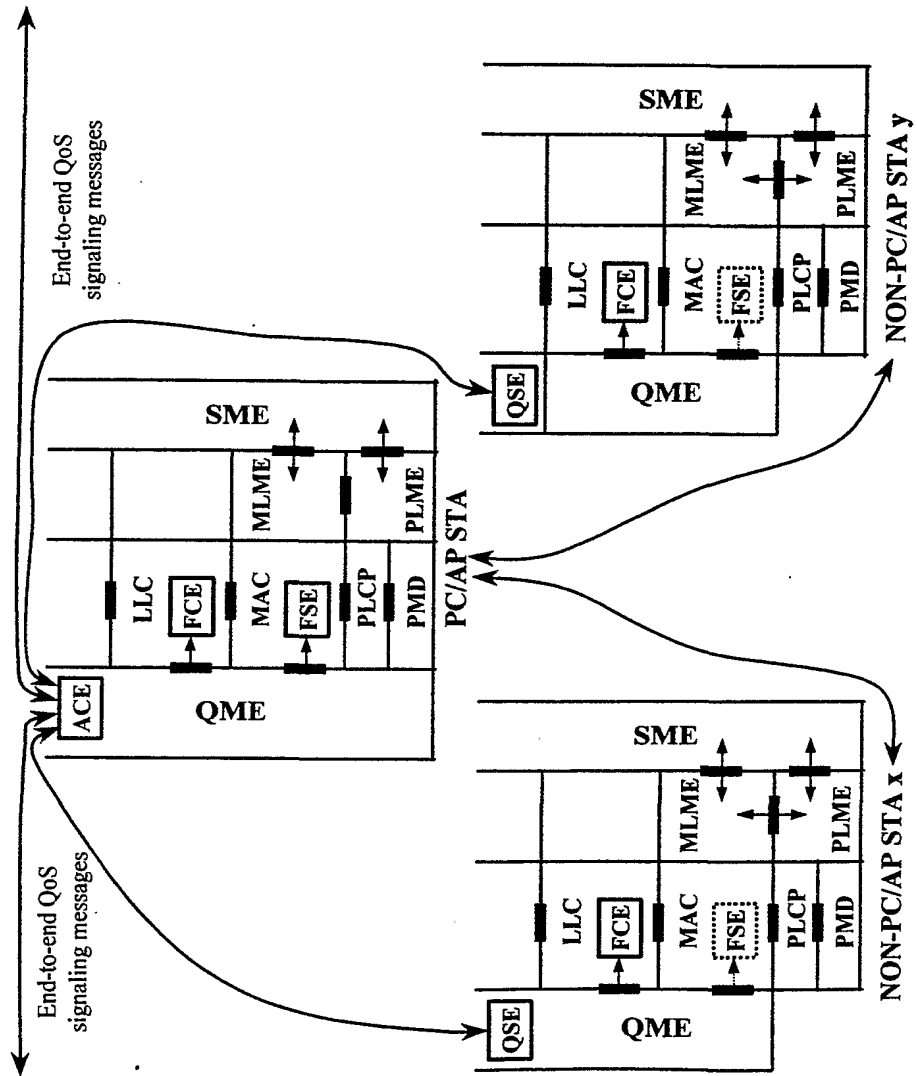 End-to-end QoS
signaling messages
End-to-end QoS
signaling messages
ACE
QME
LLC
FCE
MAC
FSE
PLCP
PMD
MLME
PLME
SME
PC/AP STA
QSE
QME
LLC
FCE
MAC
FSE
PLCP
PMD
MLME
PLME
SME
NON-PC/AP STA x
QSE
QME
LLC
FCE
MAC
FSE
PLCP
PMD
MLME
PLME
SME
NON-PC/AP STA y